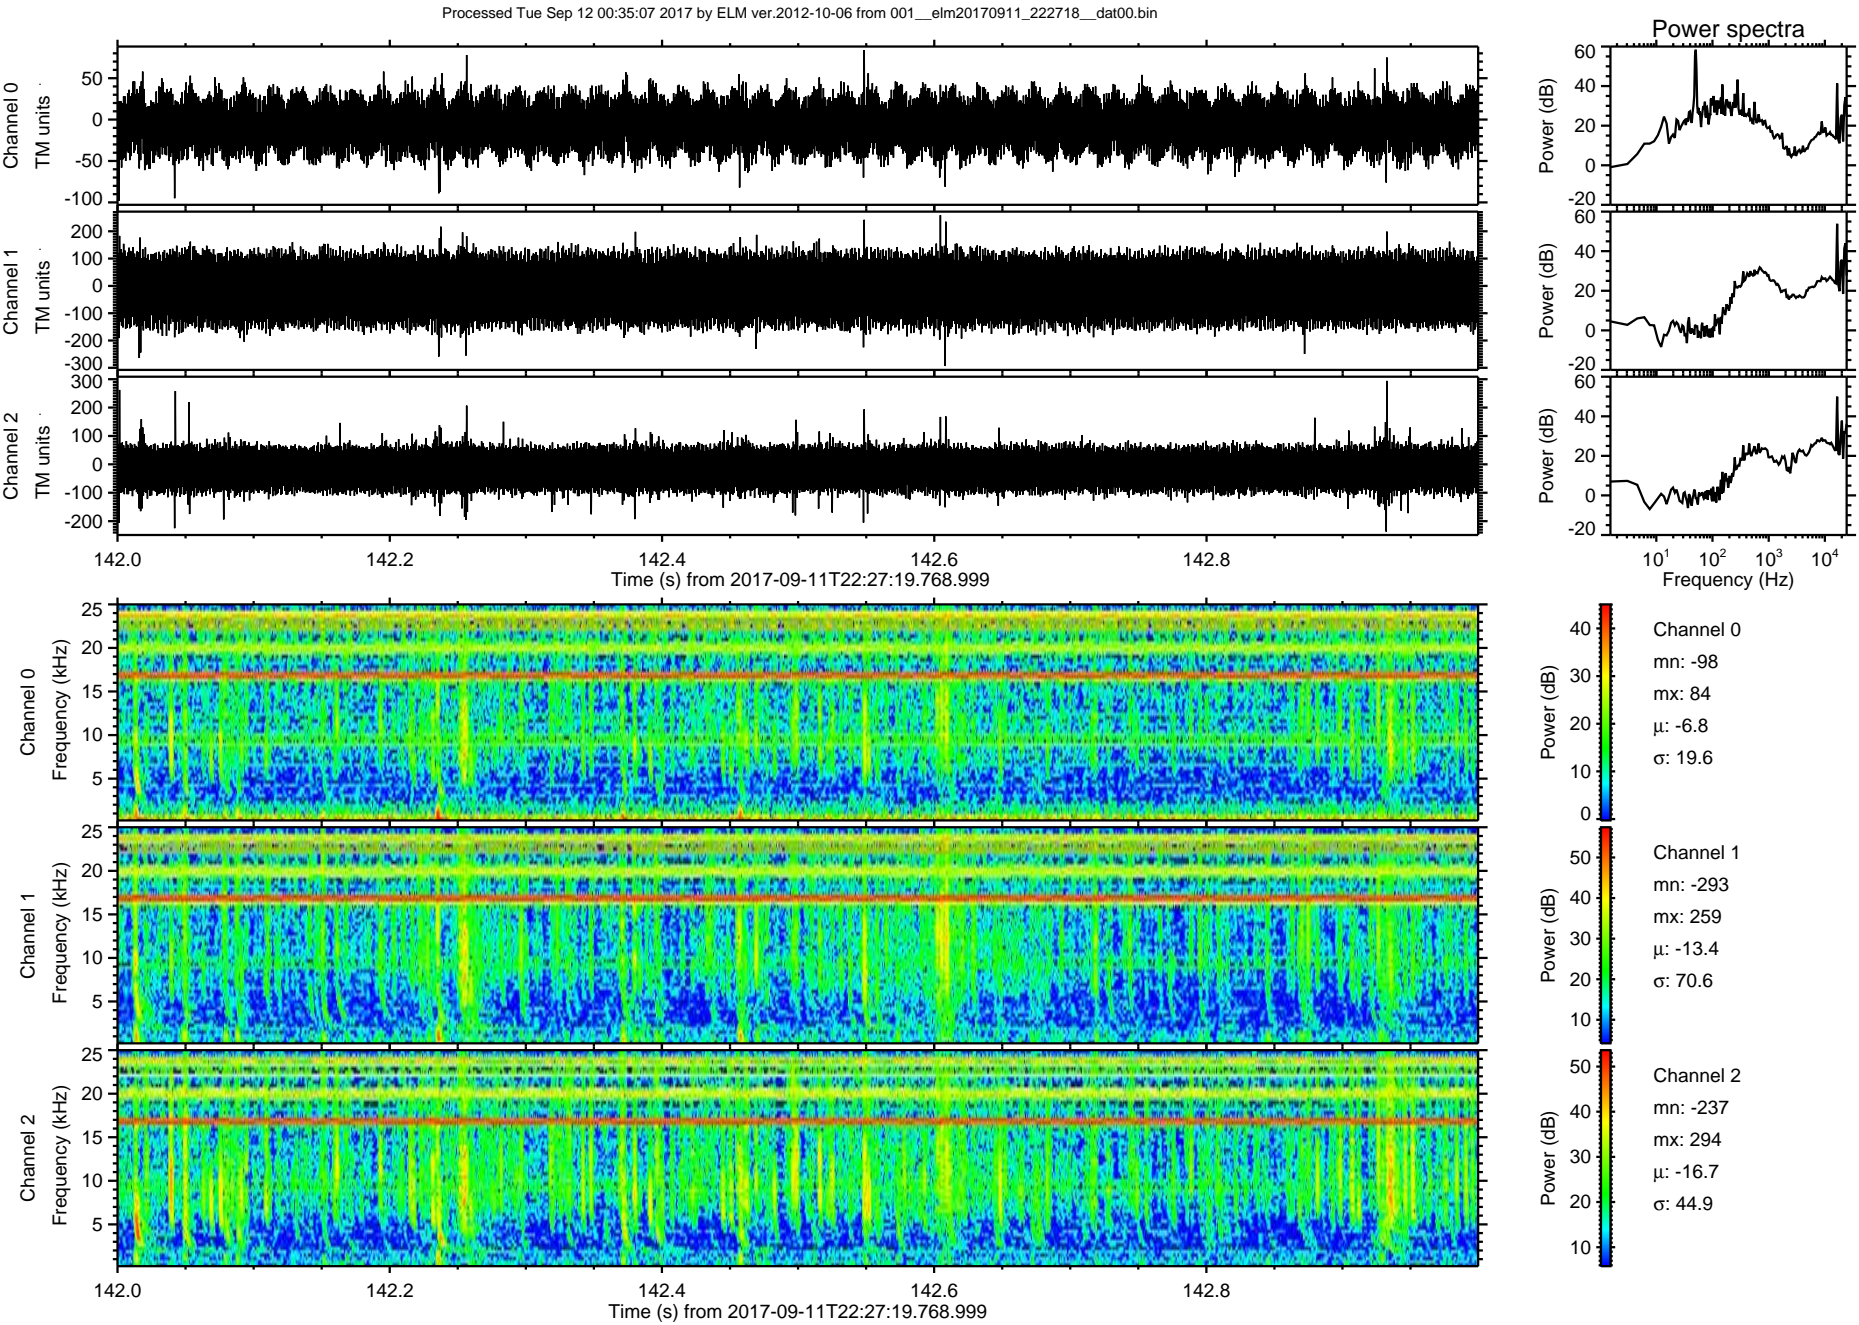 Processed Tue Sep 12 00:35:07 2017 by ELM ver.2012-10-06 from 001__elm20170911_222718__dat00.bin
Power spectra
Channel 0
TM units
50
0
-50
-100
Power (dB)
60
40
20
0
-20
Channel 1
TM units
200
100
0
-100
-200
-300
Power (dB)
60
40
20
0
-20
Channel 2
TM units
300
200
100
0
-100
-200
Power (dB)
60
40
20
0
-20
142.0 142.2 142.4 142.6 142.8
Time (s) from 2017-09-11T22:27:19.768.999
10¹ 10² 10³ 10⁴
Frequency (Hz)
Channel 0
Frequency (kHz)
25
20
15
10
5
Power (dB)
40
30
20
10
0
Channel 0
mn: -98
mx: 84
μ: -6.8
σ: 19.6
Channel 1
Frequency (kHz)
25
20
15
10
5
Power (dB)
50
40
30
20
10
Channel 1
mn: -293
mx: 259
μ: -13.4
σ: 70.6
Channel 2
Frequency (kHz)
25
20
15
10
5
Power (dB)
50
40
30
20
10
Channel 2
mn: -237
mx: 294
μ: -16.7
σ: 44.9
142.0 142.2 142.4 142.6 142.8
Time (s) from 2017-09-11T22:27:19.768.999